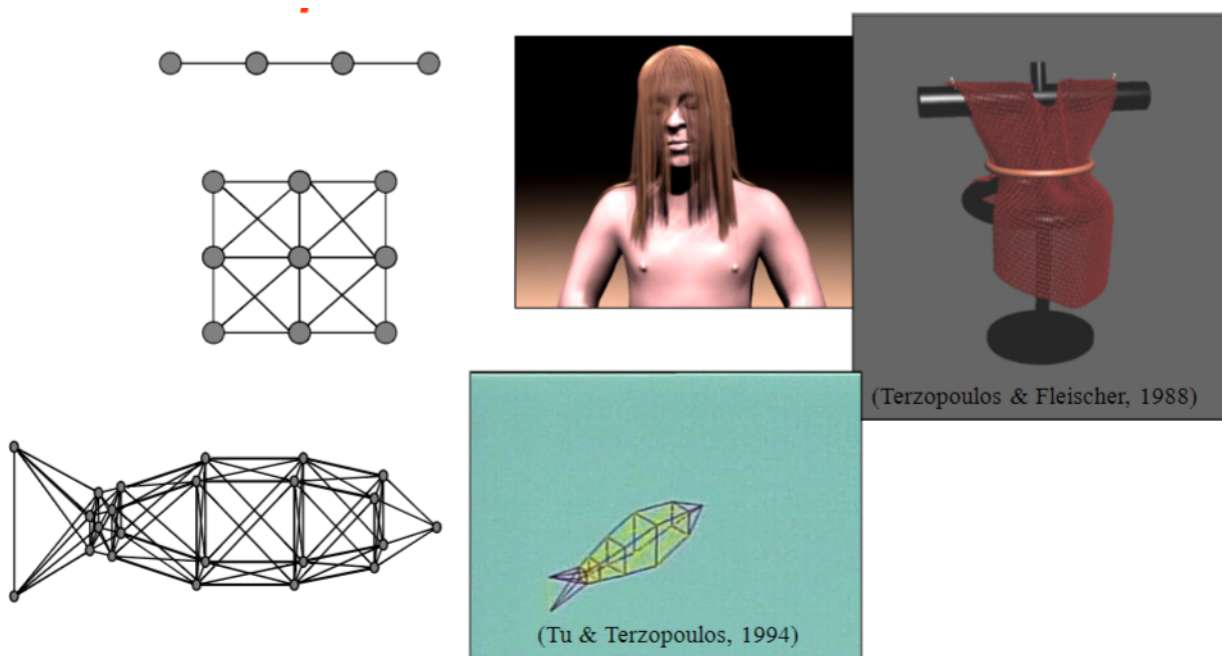 (Terzopoulos & Fleischer, 1988)
(Tu & Terzopoulos, 1994)